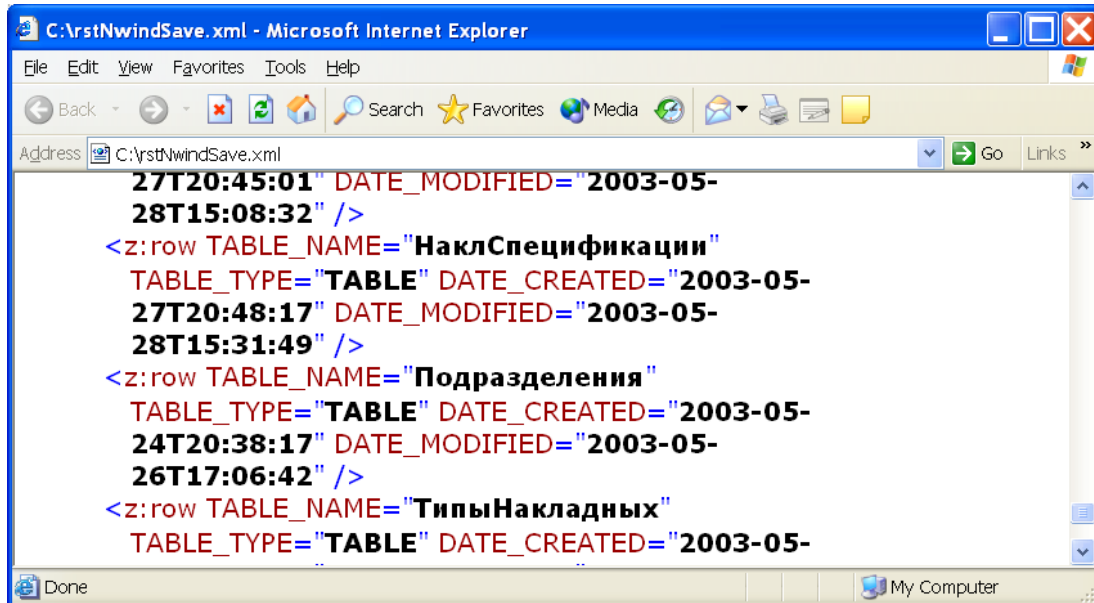 C:\rstNwindSave.xml - Microsoft Internet Explorer
File Edit View Favorites Tools Help
Back Search Favorites Media
Address C:\rstNwindSave.xml Go Links »
27T20:45:01" DATE_MODIFIED="2003-05-
28T15:08:32" />
<z:row TABLE_NAME="НаклСпецификации"
TABLE_TYPE="TABLE" DATE_CREATED="2003-05-
27T20:48:17" DATE_MODIFIED="2003-05-
28T15:31:49" />
<z:row TABLE_NAME="Подразделения"
TABLE_TYPE="TABLE" DATE_CREATED="2003-05-
24T20:38:17" DATE_MODIFIED="2003-05-
26T17:06:42" />
<z:row TABLE_NAME="ТипыНакладных"
TABLE_TYPE="TABLE" DATE_CREATED="2003-05-
Done My Computer